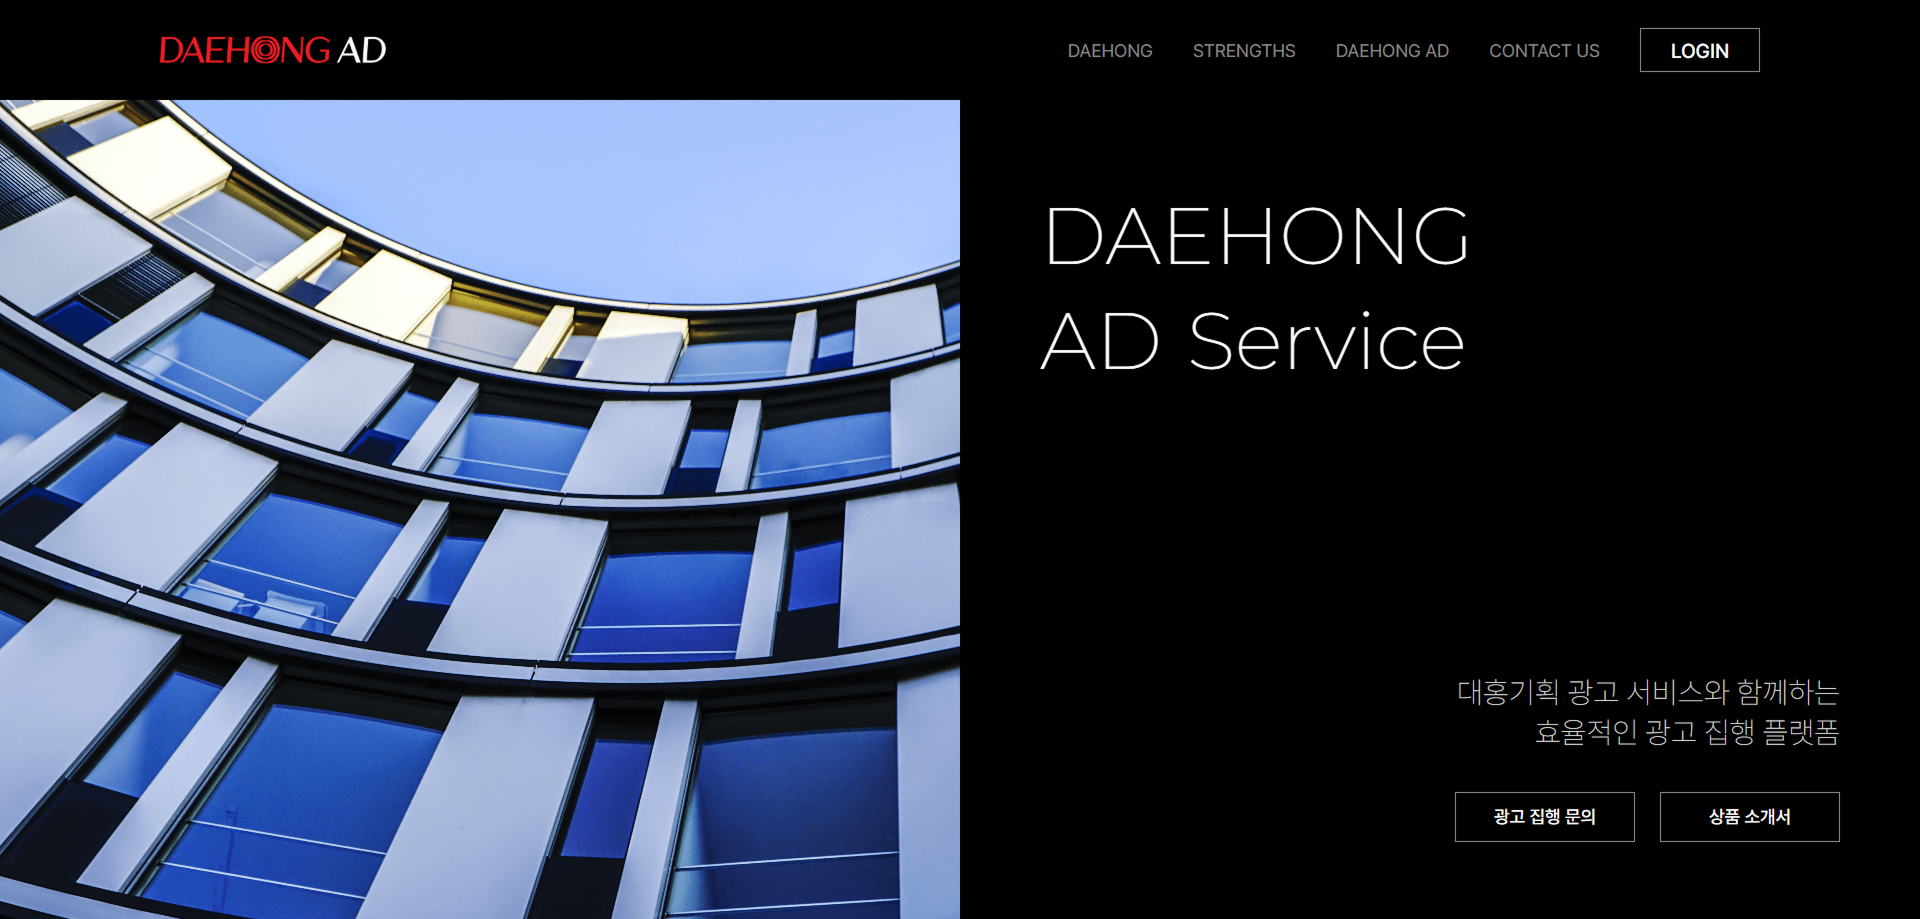 DAEHONG AD
DAEHONG
STRENGTHS
DAEHONG AD
CONTACT US
LOGIN
DAEHONG
AD Service
대홍기획 광고 서비스와 함께하는
효율적인 광고 집행 플랫폼
광고 집행 문의
상품 소개서